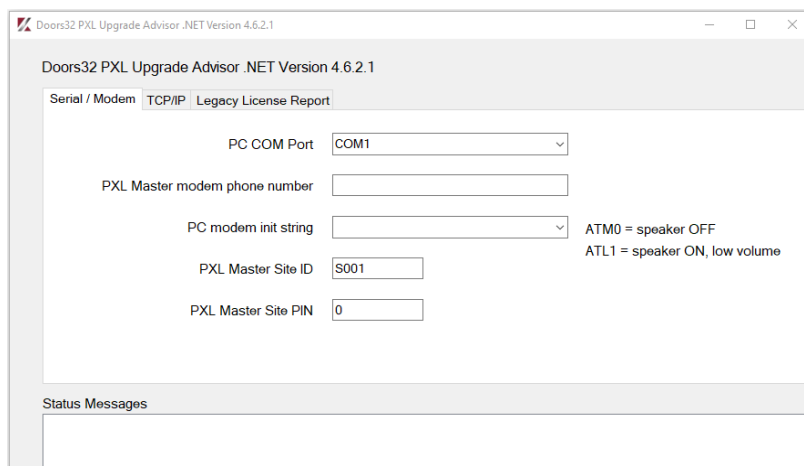 Doors32 PXL Upgrade Advisor .NET Version 4.6.2.1
Doors32 PXL Upgrade Advisor .NET Version 4.6.2.1
Serial / Modem TCP/IP Legacy License Report
PC COM Port COM1
PXL Master modem phone number
PC modem init string ATM0 = speaker OFF
ATL1 = speaker ON, low volume
PXL Master Site ID S001
PXL Master Site PIN 0
Status Messages